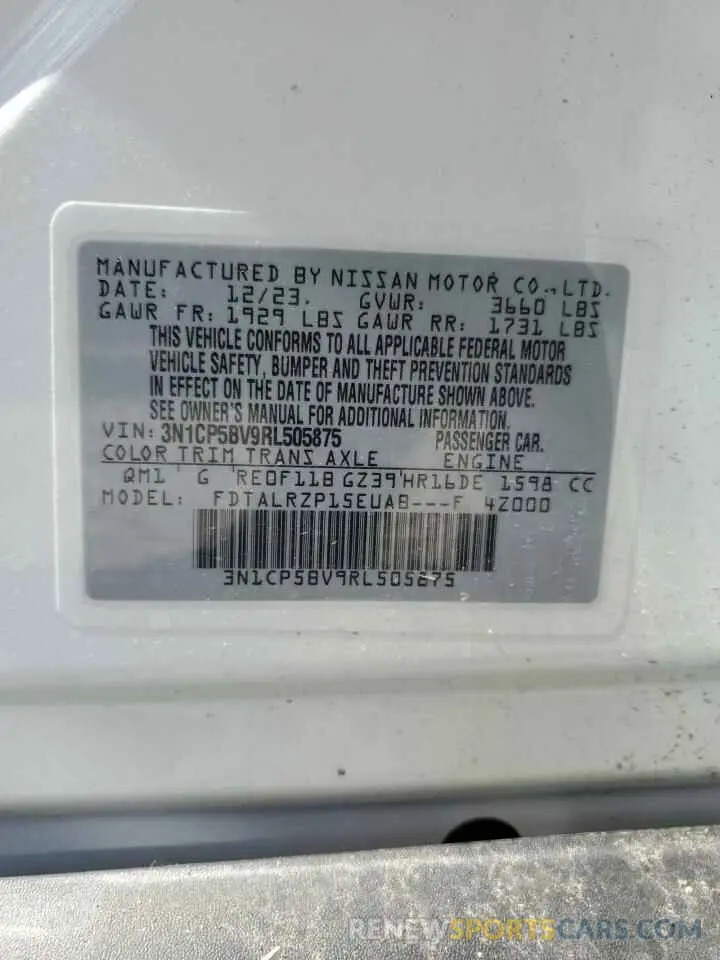 MANUFACTURED BY NISSAN MOTOR CO.,LTD.
DATE: 12/23. GVWR: 3660 LBS
GAWR FR: 1929 LBS GAWR RR: 1731 LBS
THIS VEHICLE CONFORMS TO ALL APPLICABLE FEDERAL MOTOR
VEHICLE SAFETY, BUMPER AND THEFT PREVENTION STANDARDS
IN EFFECT ON THE DATE OF MANUFACTURE SHOWN ABOVE.
SEE OWNER'S MANUAL FOR ADDITIONAL INFORMATION.
VIN: 3N1CP5BV9RL505875 PASSENGER CAR.
COLOR TRIM TRANS AXLE ENGINE
QM1 ' G 'RE0F11B GZ39'HR16DE 1598 CC
MODEL: FDTALRZP15EUAB---F 4Z000
3N1CP5BV9RL505875
RENEWSPORTSCARS.COM